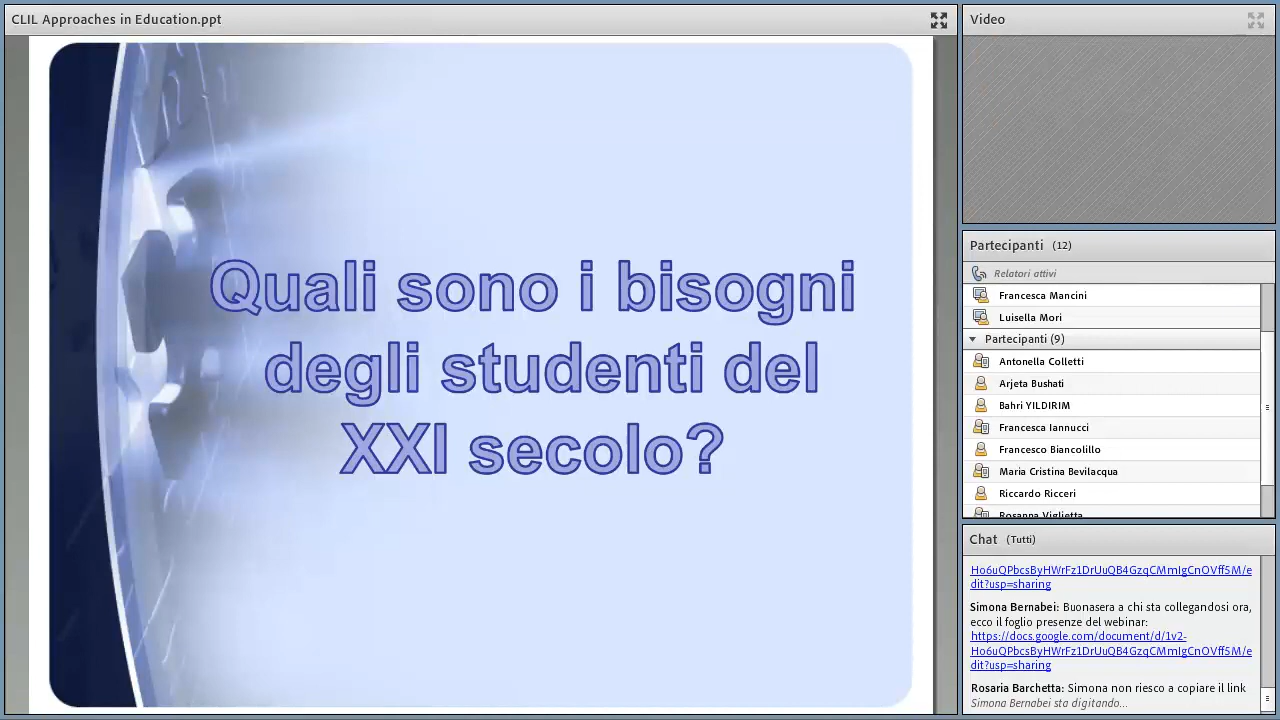 CLIL Approaches in Education.ppt
Quali sono i bisogni
degli studenti del
XXI secolo?
Video
Partecipanti (12)
Relatori attivi
Francesca Mancini
Luisella Mori
Partecipanti (9)
Antonella Colletti
Arjeta Bushati
Bahri YILDIRIM
Francesca Iannucci
Francesco Biancolillo
Maria Cristina Bevilacqua
Riccardo Ricceri
Rosanna Viglietta
Chat (Tutti)
Ho6uQPbcsByHWrFz1DrUuQB4GzqCMmIgCnOVff5M/e
dit?usp=sharing
Simona Bernabei: Buonasera a chi sta collegandosi ora,
ecco il foglio presenze del webinar:
https://docs.google.com/document/d/1v2-
Ho6uQPbcsByHWrFz1DrUuQB4GzqCMmIgCnOVff5M/e
dit?usp=sharing
Rosaria Barchetta: Simona non riesco a copiare il link
Simona Bernabei sta digitando...